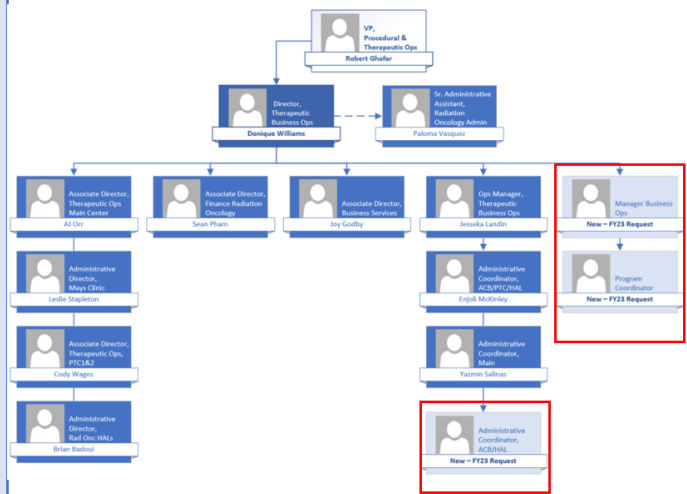 VP,
Procedural &
Therapeutic Ops
Robert Ghafar
Director,
Therapeutic
Business Ops
Donique Williams
Sr. Administrative
Assistant,
Radiation
Oncology Admin
Paloma Vasquez
Associate Director,
Therapeutic Ops
Main Center
AJ Orr
Associate Director,
Finance Radiation
Oncology
Sean Pham
Associate Director,
Business Services
Joy Godby
Ops Manager,
Therapeutic
Business Ops
Jesseka Landin
Manager Business
Ops
New – FY23 Request
Administrative
Director,
Mays Clinic
Leslie Stapleton
Administrative
Coordinator,
ACB/PTC/HAL
Enjoli McKinley
Program
Coordinator
New – FY23 Request
Associate Director,
Therapeutic Ops,
PTC1&2
Cody Wages
Administrative
Coordinator,
Main
Yazmin Salinas
Administrative
Director,
Rad Onc HALs
Brian Badoul
Administrative
Coordinator,
ACB/HAL
New – FY23 Request